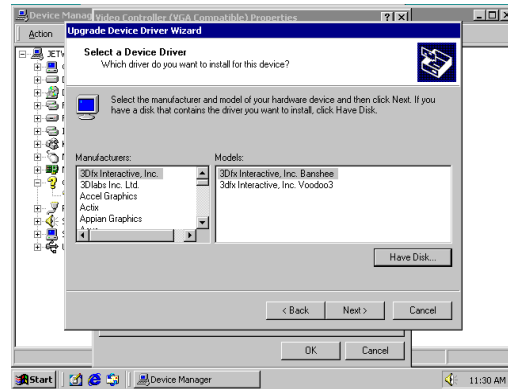 Device Manag
Video Controller (VGA Compatible) Properties
Action
Upgrade Device Driver Wizard
Select a Device Driver
Which driver do you want to install for this device?
Select the manufacturer and model of your hardware device and then click Next. If you
have a disk that contains the driver you want to install, click Have Disk.
Manufacturers:
3Dfx Interactive, Inc.
3Dlabs Inc. Ltd.
Accel Graphics
Actix
Appian Graphics
Models:
3Dfx Interactive, Inc. Banshee
3dfx Interactive, Inc. Voodoo3
Have Disk...
< Back
Next >
Cancel
OK
Cancel
Start
Device Manager
11:30 AM